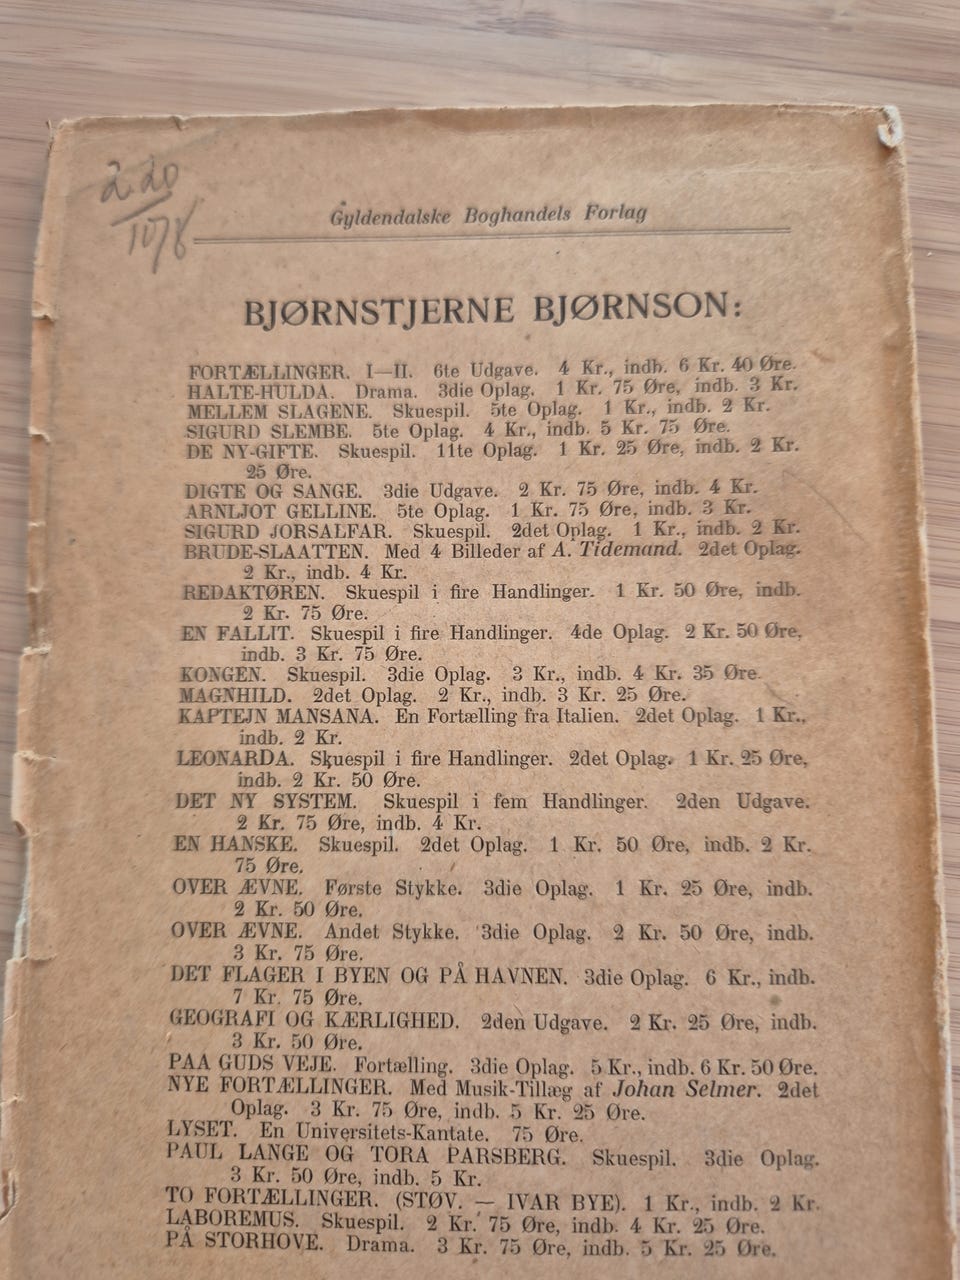 2 20
1078
Gyldendalske Boghandels Forlag
BJØRNSTJERNE BJØRNSON:
FORTÆLLINGER. I—II. 6te Udgave. 4 Kr., indb. 6 Kr. 40 Øre.
HALTE-HULDA. Drama. 3die Oplag. 1 Kr. 75 Øre, indb. 3 Kr.
MELLEM SLAGENE. Skuespil. 5te Oplag. 1 Kr., indb. 2 Kr.
SIGURD SLEMBE. 5te Oplag. 4 Kr., indb. 5 Kr. 75 Øre.
DE NY-GIFTE. Skuespil. 11te Oplag. 1 Kr. 25 Øre, indb. 2 Kr.
25 Øre.
DIGTE OG SANGE. 3die Udgave. 2 Kr. 75 Øre, indb. 4 Kr.
ARNLJOT GELLINE. 5te Oplag. 1 Kr. 75 Øre, indb. 3 Kr.
SIGURD JORSALFAR. Skuespil. 2det Oplag. 1 Kr., indb. 2 Kr.
BRUDE-SLAATTEN. Med 4 Billeder af A. Tidemand. 2det Oplag.
2 Kr., indb. 4 Kr.
REDAKTØREN. Skuespil i fire Handlinger. 1 Kr. 50 Øre, indb.
2 Kr. 75 Øre.
EN FALLIT. Skuespil i fire Handlinger. 4de Oplag. 2 Kr. 50 Øre,
indb. 3 Kr. 75 Øre.
KONGEN. Skuespil. 3die Oplag. 3 Kr., indb. 4 Kr. 35 Øre.
MAGNHILD. 2det Oplag. 2 Kr., indb. 3 Kr. 25 Øre.
KAPTEJN MANSANA. En Fortælling fra Italien. 2det Oplag. 1 Kr.,
indb. 2 Kr.
LEONARDA. Skuespil i fire Handlinger. 2det Oplag. 1 Kr. 25 Øre,
indb. 2 Kr. 50 Øre.
DET NY SYSTEM. Skuespil i fem Handlinger. 2den Udgave.
2 Kr. 75 Øre, indb. 4 Kr.
EN HANSKE. Skuespil. 2det Oplag. 1 Kr. 50 Øre, indb. 2 Kr.
75 Øre.
OVER ÆVNE. Første Stykke. 3die Oplag. 1 Kr. 25 Øre, indb.
2 Kr. 50 Øre.
OVER ÆVNE. Andet Stykke. 3die Oplag. 2 Kr. 50 Øre, indb.
3 Kr. 75 Øre.
DET FLAGER I BYEN OG PÅ HAVNEN. 3die Oplag. 6 Kr., indb.
7 Kr. 75 Øre.
GEOGRAFI OG KÆRLIGHED. 2den Udgave. 2 Kr. 25 Øre, indb.
3 Kr. 50 Øre.
PAA GUDS VEJE. Fortælling. 3die Oplag. 5 Kr., indb. 6 Kr. 50 Øre.
NYE FORTÆLLINGER. Med Musik-Tillæg af Johan Selmer. 2det
Oplag. 3 Kr. 75 Øre, indb. 5 Kr. 25 Øre.
LYSET. En Universitets-Kantate. 75 Øre.
PAUL LANGE OG TORA PARSBERG. Skuespil. 3die Oplag.
3 Kr. 50 Øre, indb. 5 Kr.
TO FORTÆLLINGER. (STØV. — IVAR BYE). 1 Kr., indb. 2 Kr.
LABOREMUS. Skuespil. 2 Kr. 75 Øre, indb. 4 Kr. 25 Øre.
PÅ STORHOVE. Drama. 3 Kr. 75 Øre, indb. 5 Kr. 25 Øre.